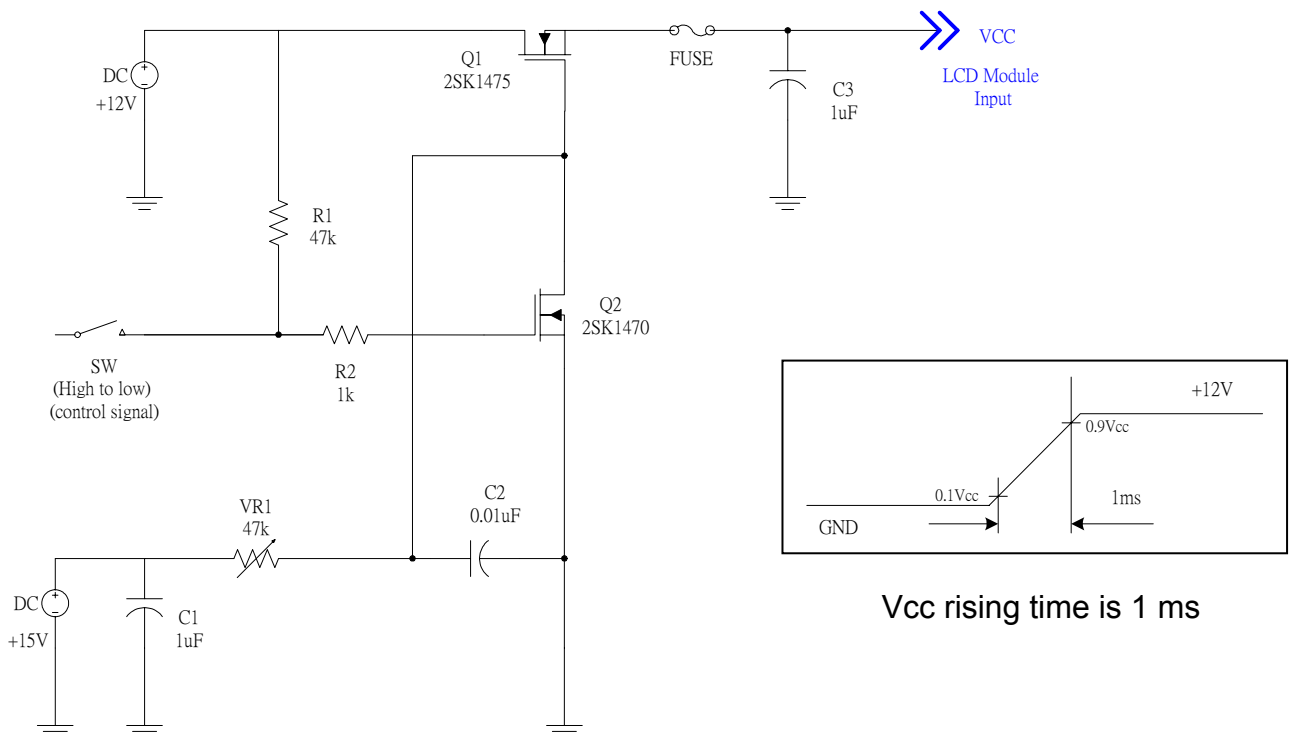 DC
+12V
Q1
2SK1475
FUSE
VCC
LCD Module
Input
C3
1uF
R1
47k
Q2
2SK1470
SW
(High to low)
(control signal)
R2
1k
+12V
0.9Vcc
0.1Vcc
1ms
GND
VR1
47k
C2
0.01uF
DC
+15V
C1
1uF
Vcc rising time is 1 ms